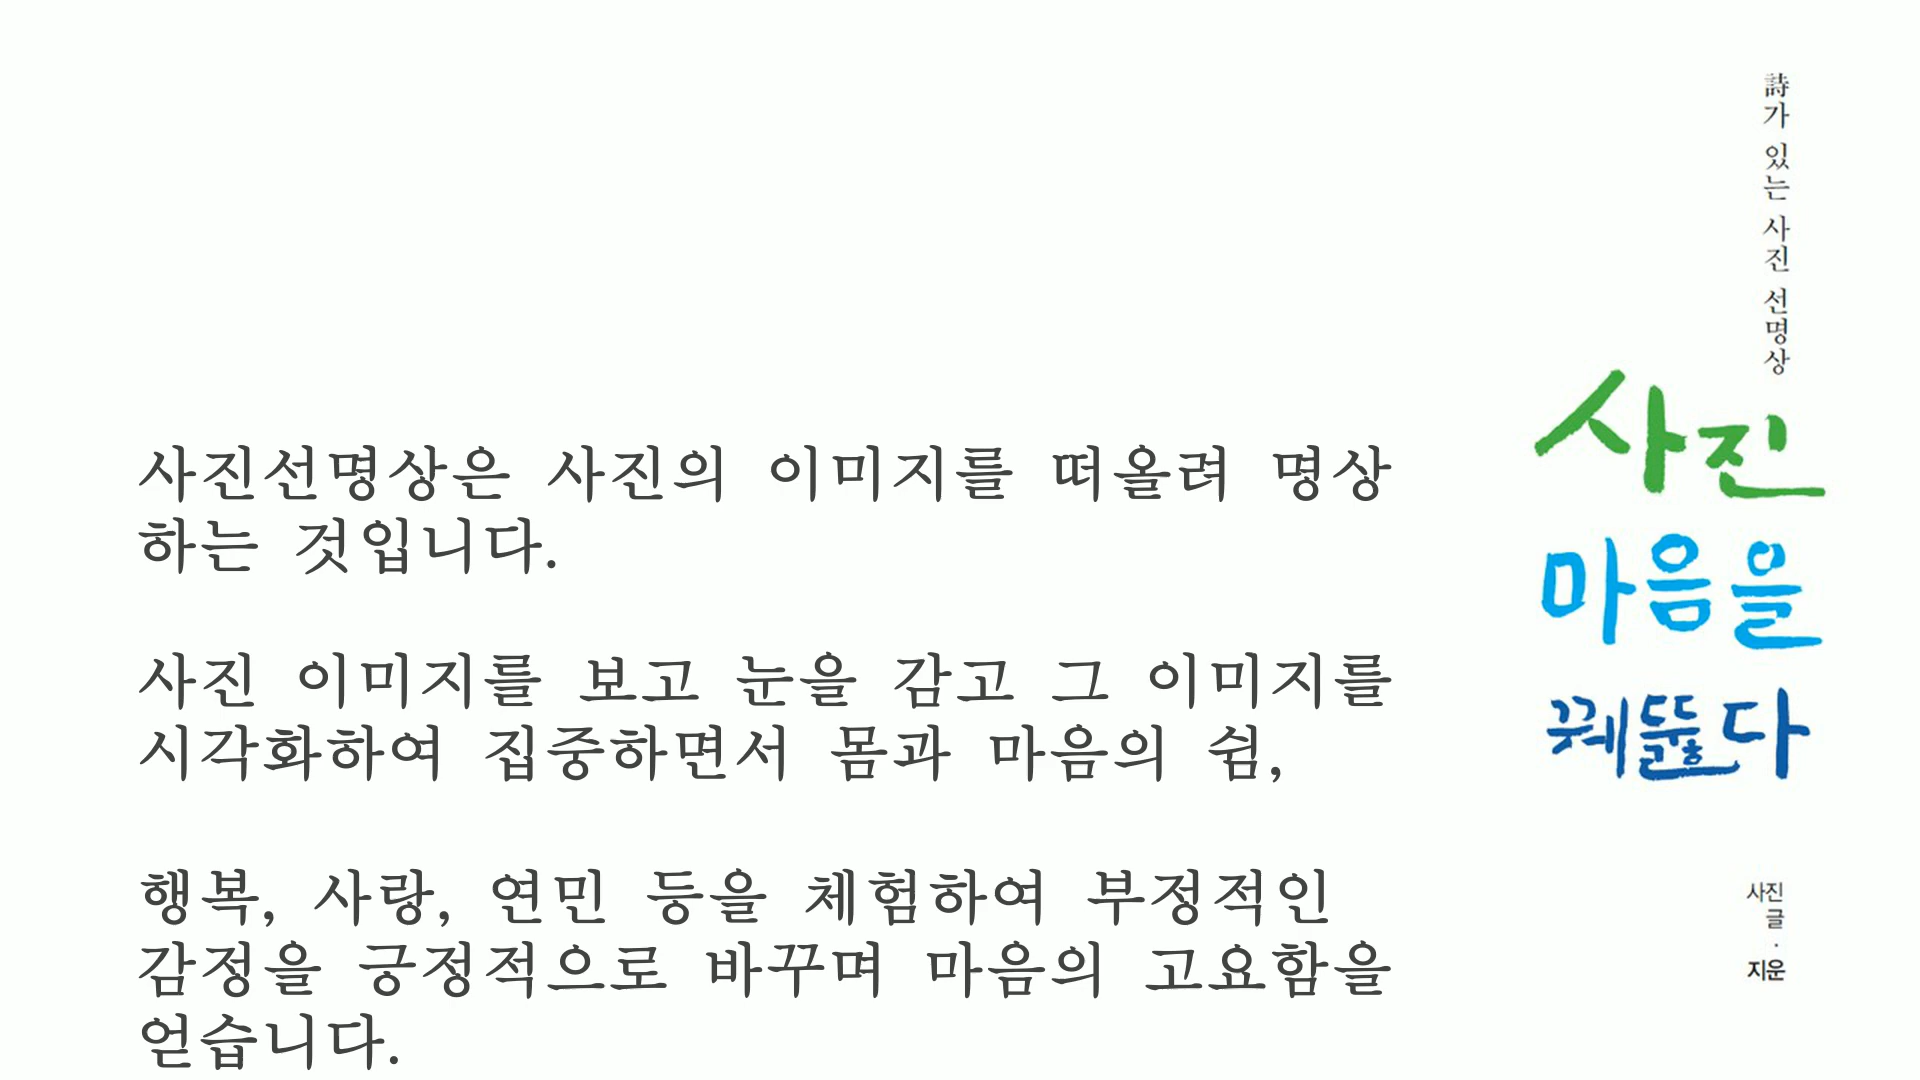 사진선명상은 사진의 이미지를 떠올려 명상
하는 것입니다.
사진 이미지를 보고 눈을 감고 그 이미지를
시각화하여 집중하면서 몸과 마음의 쉼,
행복, 사랑, 연민 등을 체험하여 부정적인
감정을 긍정적으로 바꾸며 마음의 고요함을
얻습니다.
詩가 있는 사진 선명상
사진
마음을
꿰뚫다
사진
글
·
지운